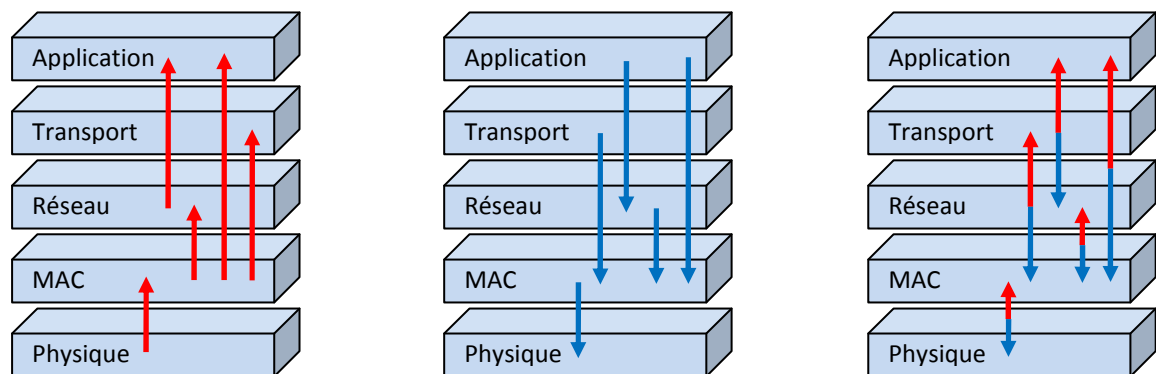 Application
Transport
Réseau
MAC
Physique
Application
Transport
Réseau
MAC
Physique
Application
Transport
Réseau
MAC
Physique